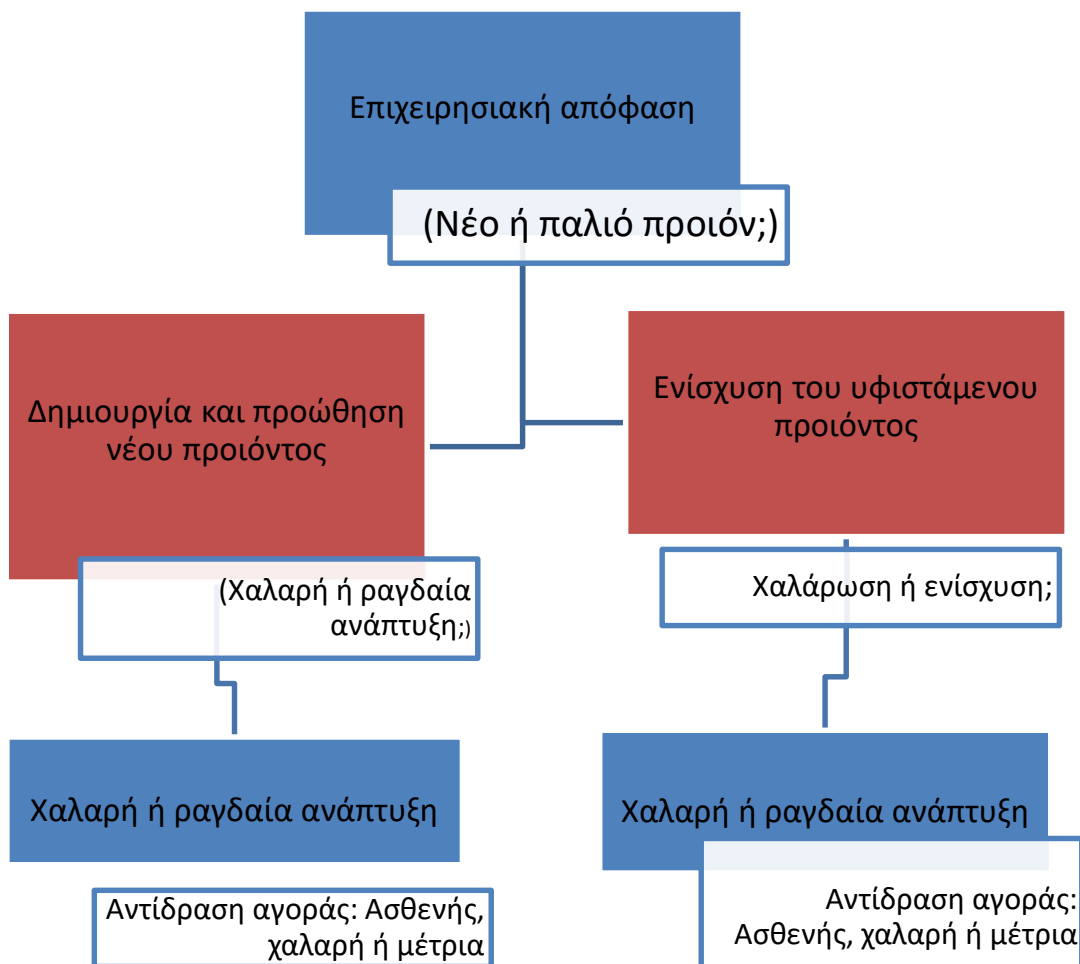 Επιχειρησιακή απόφαση
(Νέο ή παλιό προιόν;)
Δημιουργία και προώθηση
νέου προιόντος
(Χαλαρή ή ραγδαία
ανάπτυξη;)
Ενίσχυση του υφιστάμενου
προιόντος
Χαλάρωση ή ενίσχυση;
Χαλαρή ή ραγδαία ανάπτυξη
Αντίδραση αγοράς: Ασθενής,
χαλαρή ή μέτρια
Χαλαρή ή ραγδαία ανάπτυξη
Αντίδραση αγοράς:
Ασθενής, χαλαρή ή μέτρια